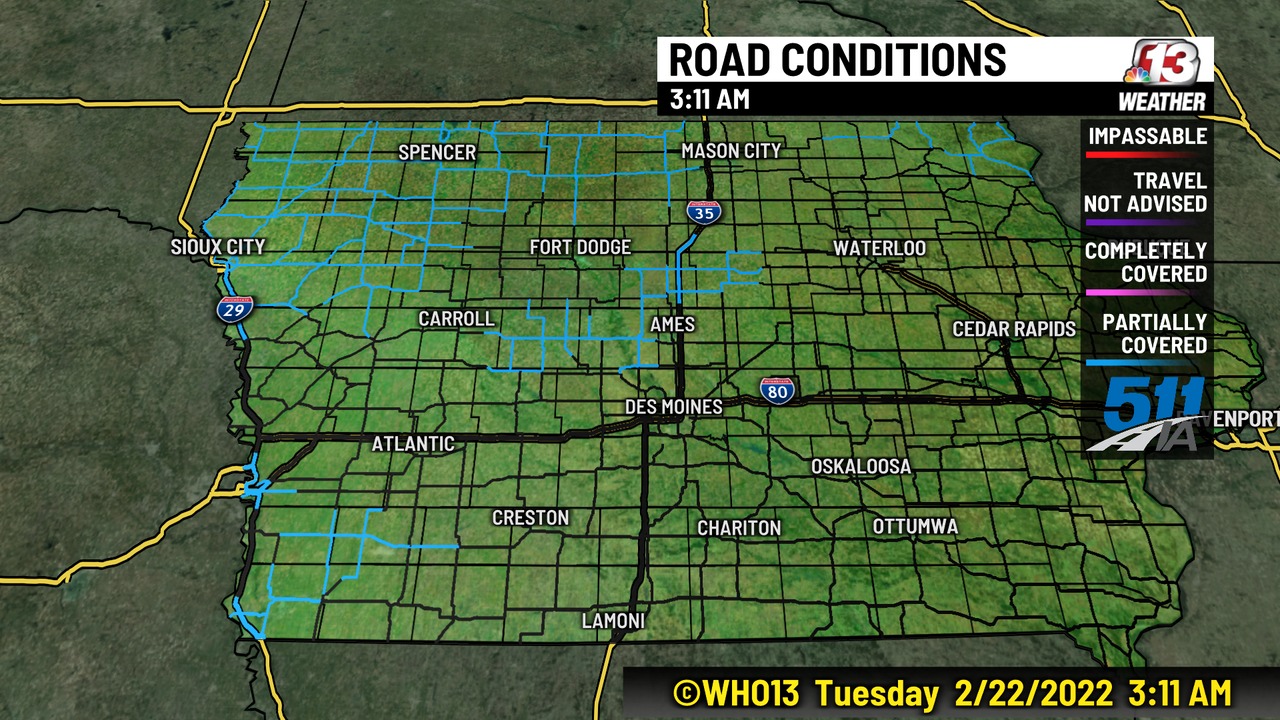 ROAD CONDITIONS
13
3:11 AM
WEATHER
IMPASSABLE
TRAVEL
NOT ADVISED
COMPLETELY
COVERED
PARTIALLY
COVERED
511
IA
SPENCER
MASON CITY
35
SIOUX CITY
FORT DODGE
WATERLOO
29
CARROLL
AMES
CEDAR RAPIDS
80
DES MOINES
VENPORT
ATLANTIC
OSKALOOSA
CRESTON
CHARITON
OTTUMWA
LAMONI
©WHO13 Tuesday 2/22/2022 3:11 AM